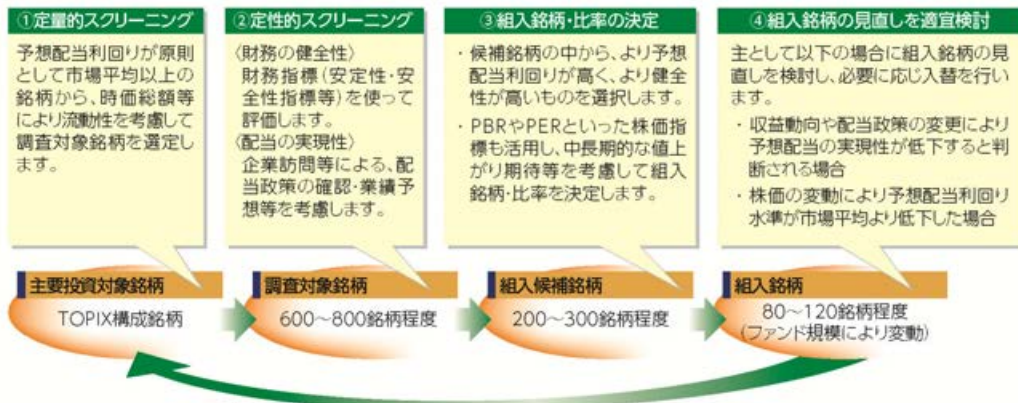 ①定量的スクリーニング
予想配当利回りが原則
として市場平均以上の
銘柄から、時価総額等
により流動性を考慮して
調査対象銘柄を選定し
ます。
②定性的スクリーニング
〈財務の健全性〉
財務指標(安定性・安
全性指標等)を使って
評価します。
〈配当の実現性〉
企業訪問等による、配
当政策の確認・業績予
想等を考慮します。
③組入銘柄・比率の決定
・候補銘柄の中から、より予想
配当利回りが高く、より健全
性が高いものを選択します。
・PBRやPERといった株価指
標も活用し、中長期的な値上
がり期待等を考慮して組入
銘柄・比率を決定します。
④組入銘柄の見直しを適宜検討
主として以下の場合に組入銘柄の見
直しを検討し、必要に応じ入替を行い
ます。
・収益動向や配当政策の変更により
予想配当の実現性が低下すると判
断される場合
・株価の変動により予想配当利回り
水準が市場平均より低下した場合
主要投資対象銘柄
TOPIX構成銘柄
調査対象銘柄
600〜800銘柄程度
組入候補銘柄
200〜300銘柄程度
組入銘柄
80〜120銘柄程度
(ファンド規模により変動)